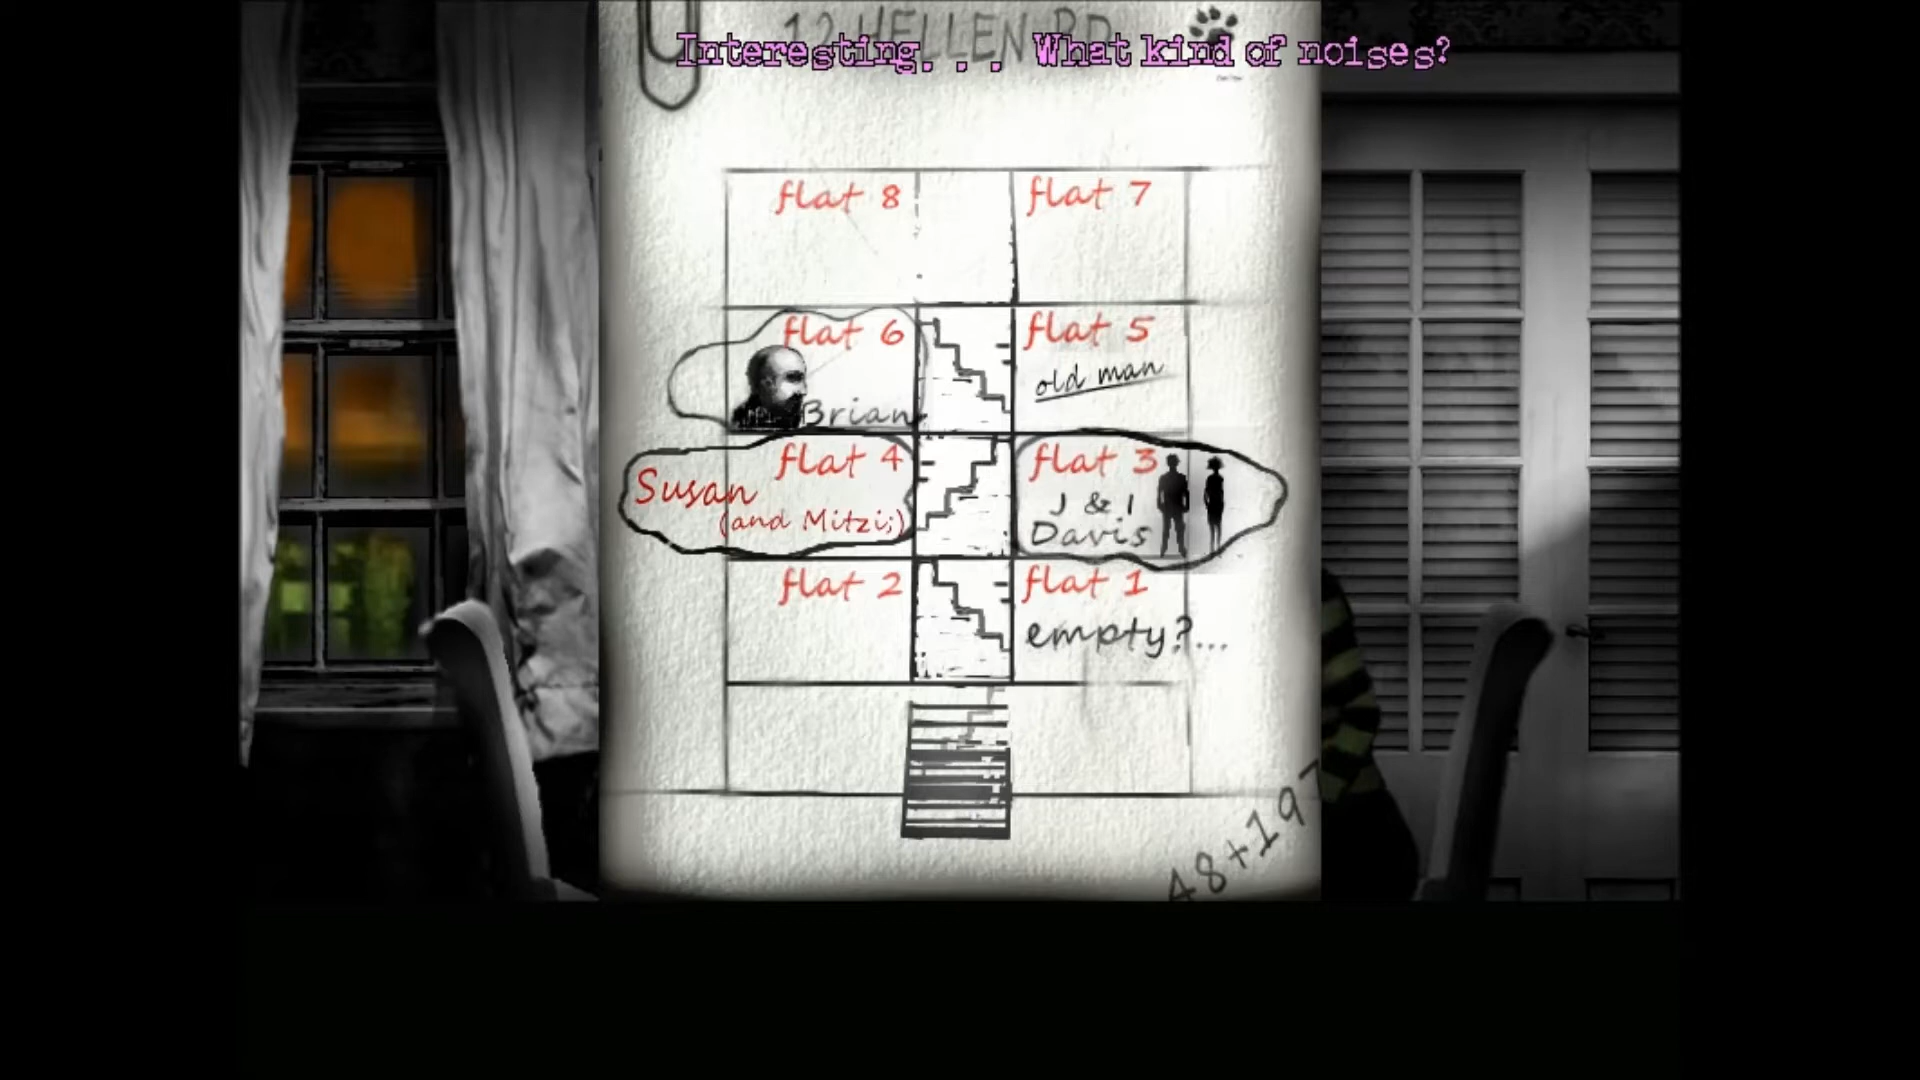 12 HELLEN RD
Interesting. . . What kind of noises?
flat 8
flat 7
flat 6
Brian
flat 5
old man
flat 4
Susan
(and Mitzi;)
flat 3
J & I
Davis
flat 2
flat 1
empty?...
48+197